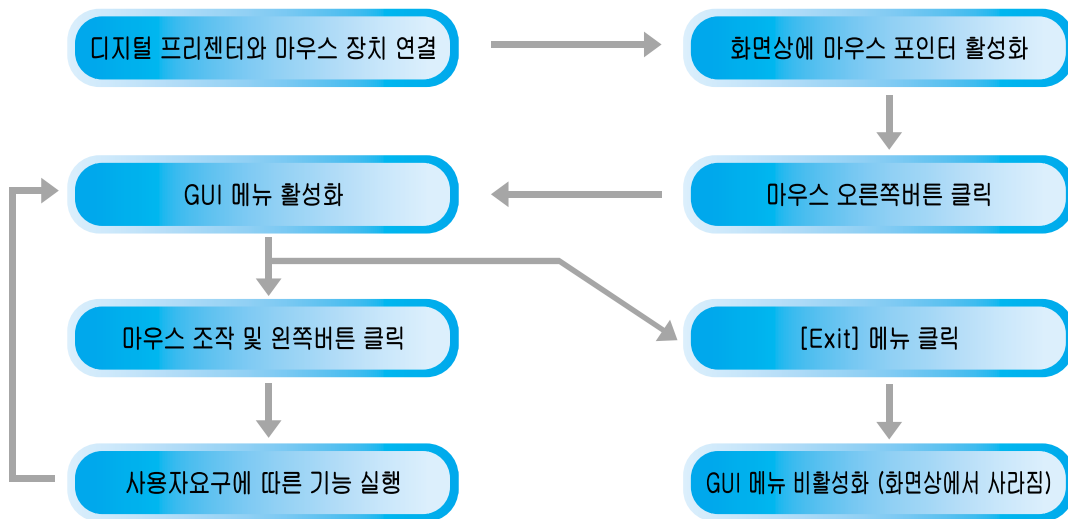 디지털 프리젠터와 마우스 장치 연결
화면상에 마우스 포인터 활성화
GUI 메뉴 활성화
마우스 오른쪽버튼 클릭
마우스 조작 및 왼쪽버튼 클릭
[Exit] 메뉴 클릭
사용자요구에 따른 기능 실행
GUI 메뉴 비활성화 (화면상에서 사라짐)